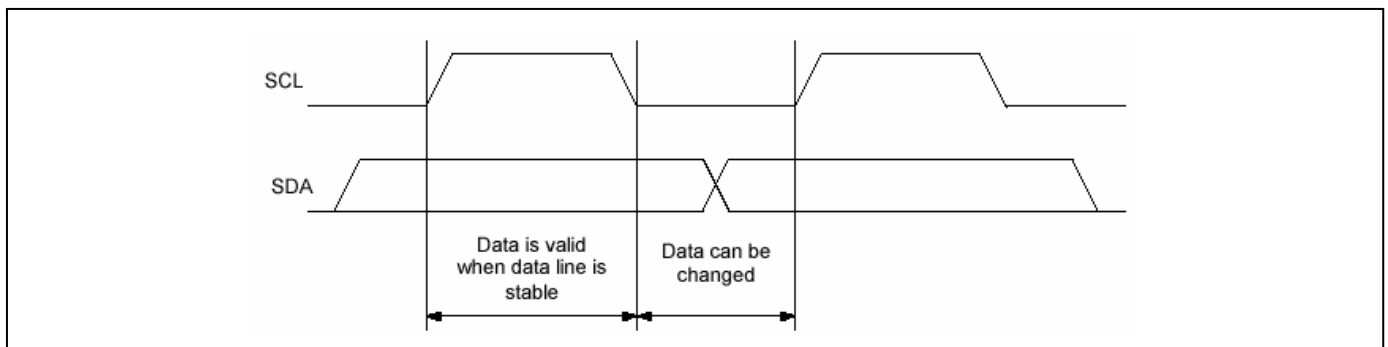 SCL
SDA
Data is valid
when data line is
stable
Data can be
changed